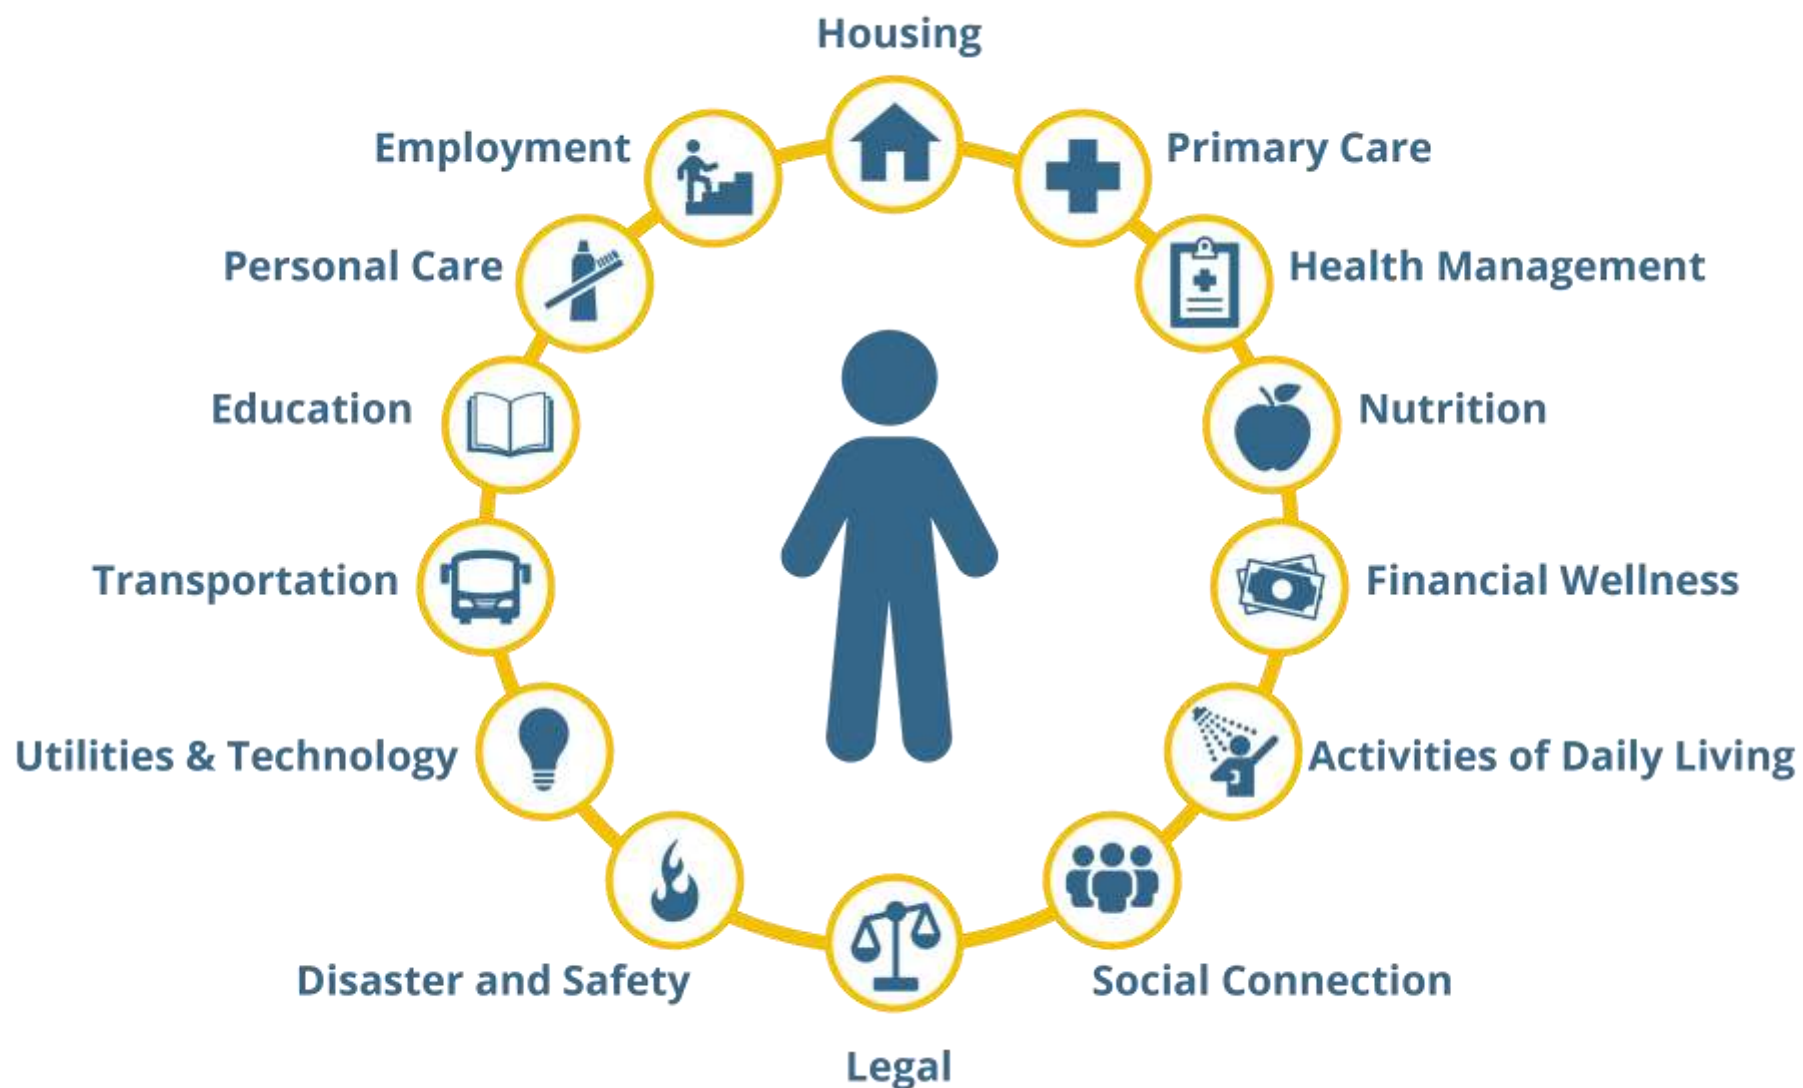 Housing
Employment
Primary Care
Personal Care
Health Management
Education
Nutrition
Transportation
Financial Wellness
Utilities & Technology
Activities of Daily Living
Disaster and Safety
Social Connection
Legal